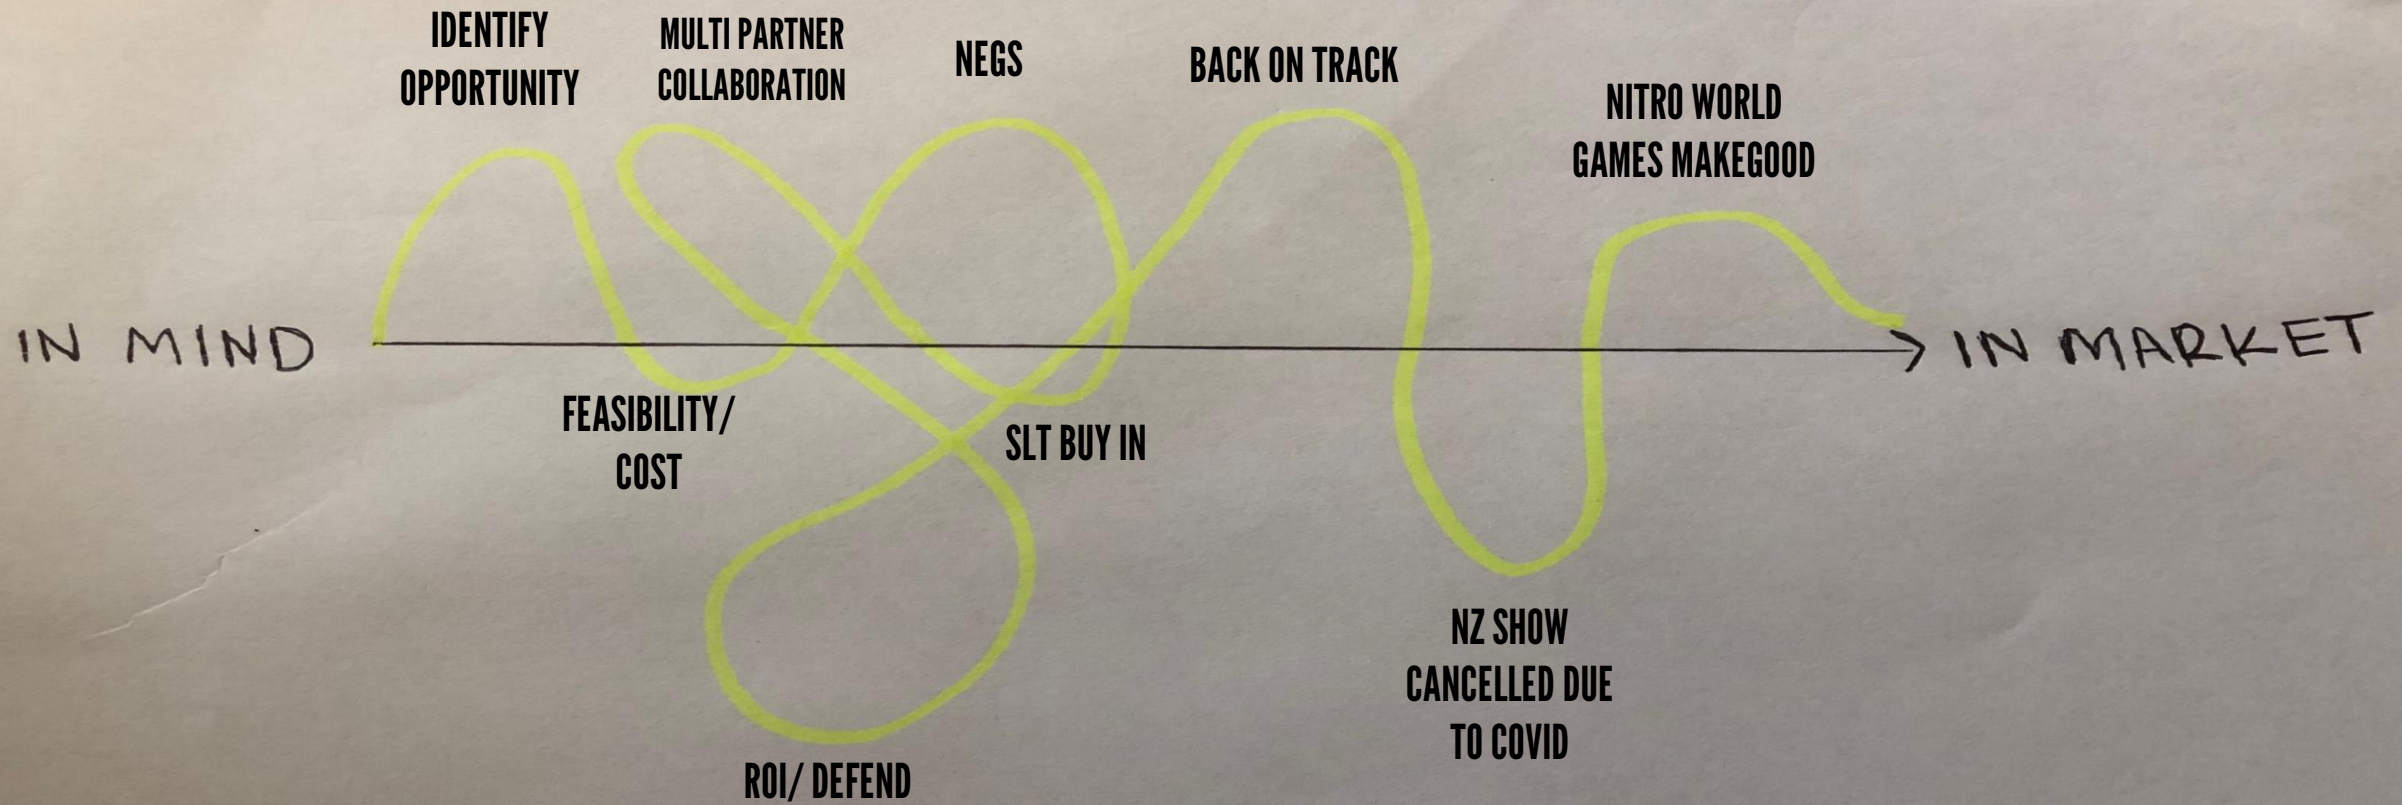 IDENTIFY
OPPORTUNITY
MULTI PARTNER
COLLABORATION
NEGS
BACK ON TRACK
NITRO WORLD
GAMES MAKEGOOD
IN MIND
IN MARKET
FEASIBILITY/
COST
SLT BUY IN
NZ SHOW
CANCELLED DUE
TO COVID
ROI/ DEFEND